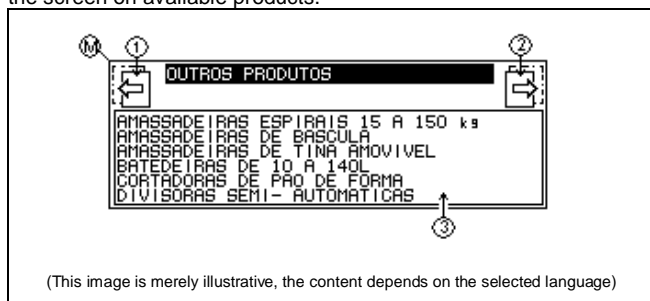 the screen on available products.
M 1 2
OUTROS PRODUTOS
AMASSADEIRAS ESPIRAIS 15 A 150 kg
AMASSADEIRAS DE BASCULA
AMASSADEIRAS DE TINA AMOVIVEL
BATEDEIRAS DE 10 A 140L
CORTADORAS DE PAO DE FORMA
DIVISORAS SEMI- AUTOMATICAS
3
(This image is merely illustrative, the content depends on the selected language)